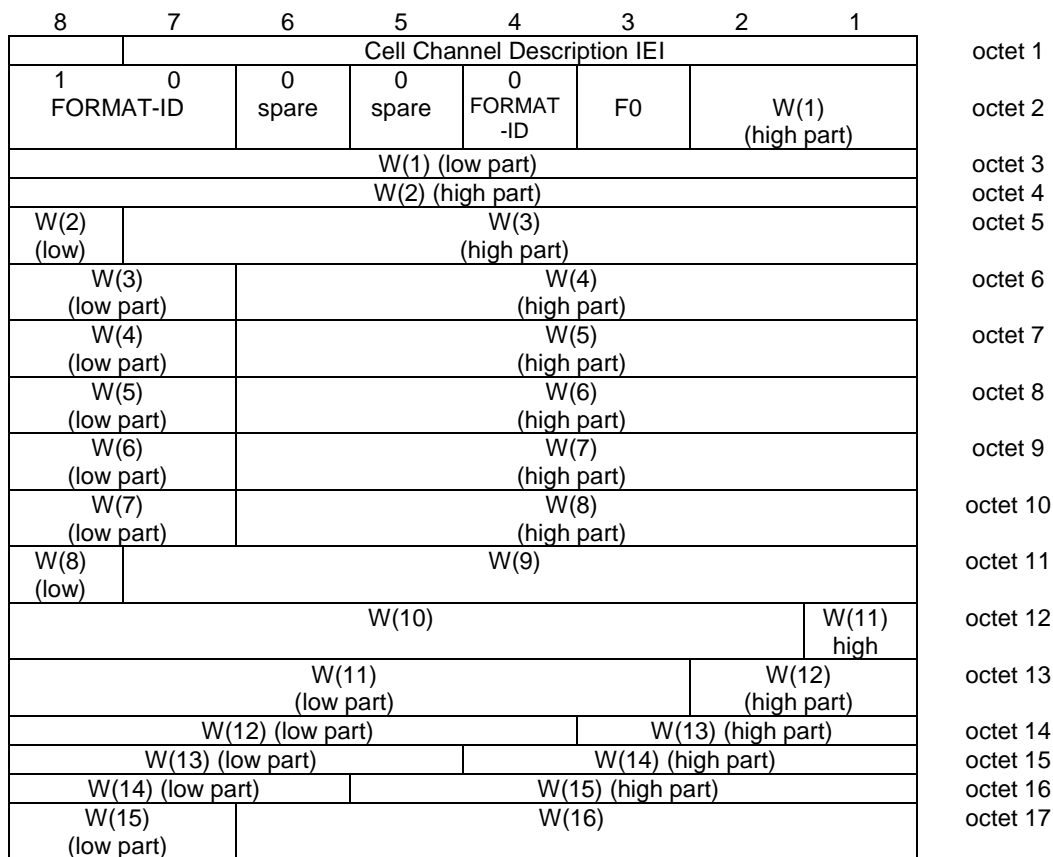 8 7 6 5 4 3 2 1
Cell Channel Description IEI octet 1
1 0 0 0 0
FORMAT-ID spare spare FORMAT F0 W(1) octet 2
-ID (high part)
W(1) (low part) octet 3
W(2) (high part) octet 4
W(2) W(3) octet 5
(low) (high part)
W(3) W(4) octet 6
(low part) (high part)
W(4) W(5) octet 7
(low part) (high part)
W(5) W(6) octet 8
(low part) (high part)
W(6) W(7) octet 9
(low part) (high part)
W(7) W(8) octet 10
(low part) (high part)
W(8) W(9) octet 11
(low)
W(10) W(11) octet 12
high
W(11) W(12) octet 13
(low part) (high part)
W(12) (low part) W(13) (high part) octet 14
W(13) (low part) W(14) (high part) octet 15
W(14) (low part) W(15) (high part) octet 16
W(15) W(16) octet 17
(low part)